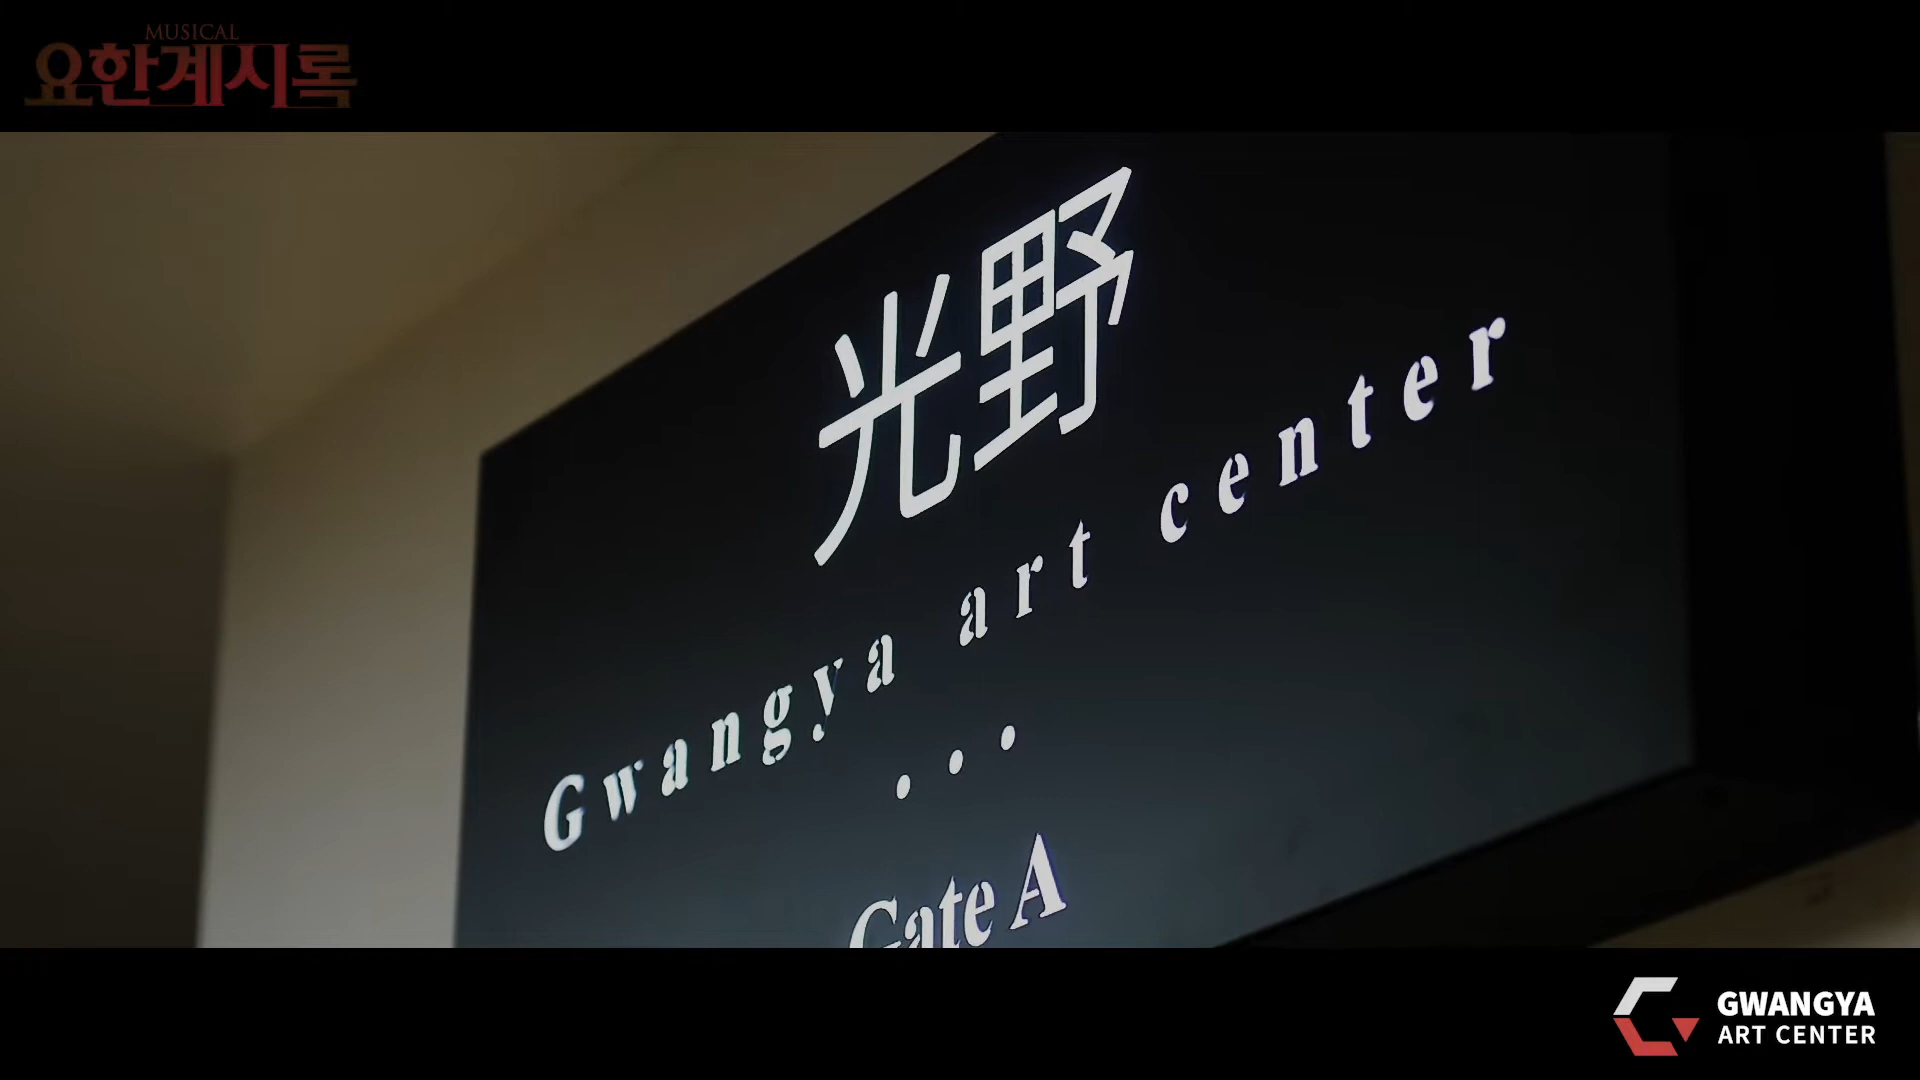 MUSICAL
요한계시록
光野
Gwangya art center
...
Gate A
GWANGYA
ART CENTER